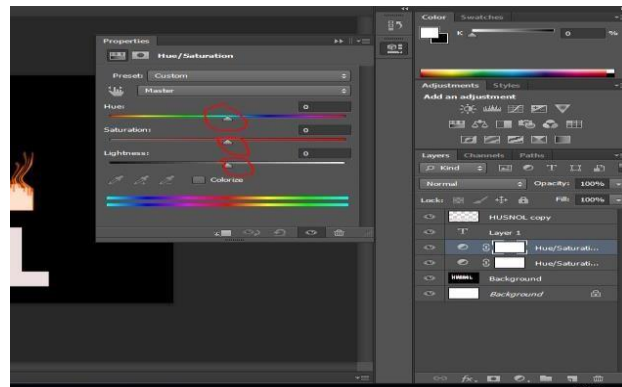 Properties
Hue/Saturation
Preset: Custom
Master
Hue: 0
Saturation: 0
Lightness: 0
Colorize
Color Swatches
K 0 %
Adjustments Styles
Add an adjustment
Layers Channels Paths
Kind
Normal Opacity: 100%
Lock: Fill: 100%
HUSNOL copy
T Layer 1
Hue/Saturati...
Hue/Saturati...
Background
Background
fx